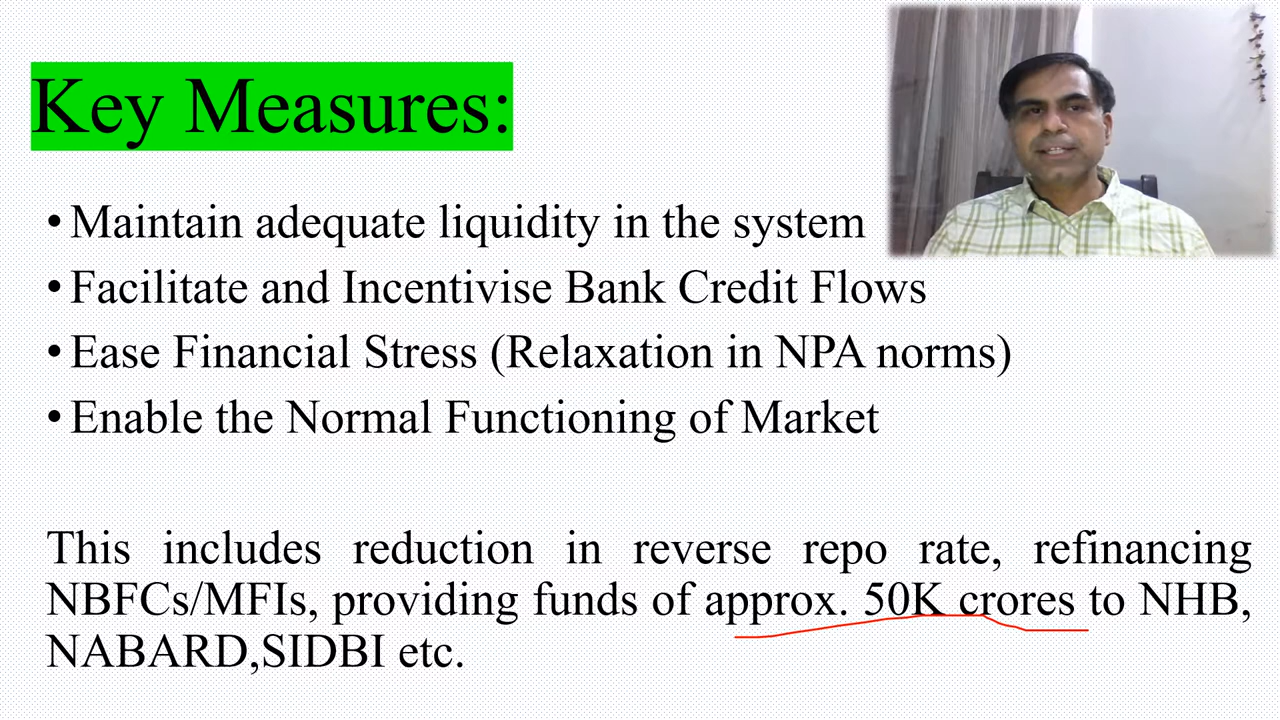 Key Measures:
• Maintain adequate liquidity in the system
• Facilitate and Incentivise Bank Credit Flows
• Ease Financial Stress (Relaxation in NPA norms)
• Enable the Normal Functioning of Market
This includes reduction in reverse repo rate, refinancing
NBFCs/MFIs, providing funds of approx. 50K crores to NHB,
NABARD,SIDBI etc.